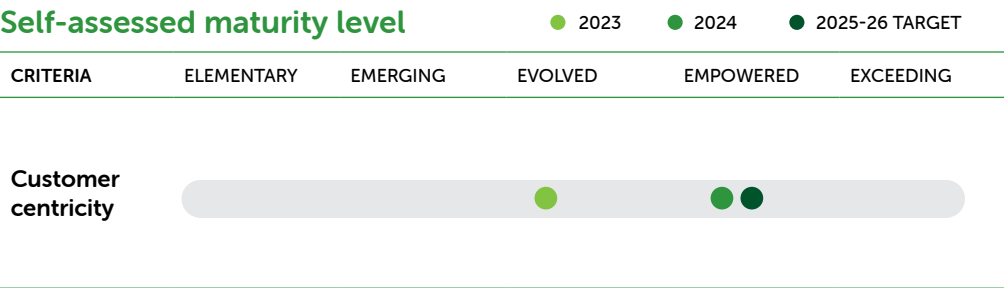 Self-assessed maturity level
2023 2024 2025-26 TARGET
CRITERIA ELEMENTARY EMERGING EVOLVED EMPOWERED EXCEEDING
Customer
centricity